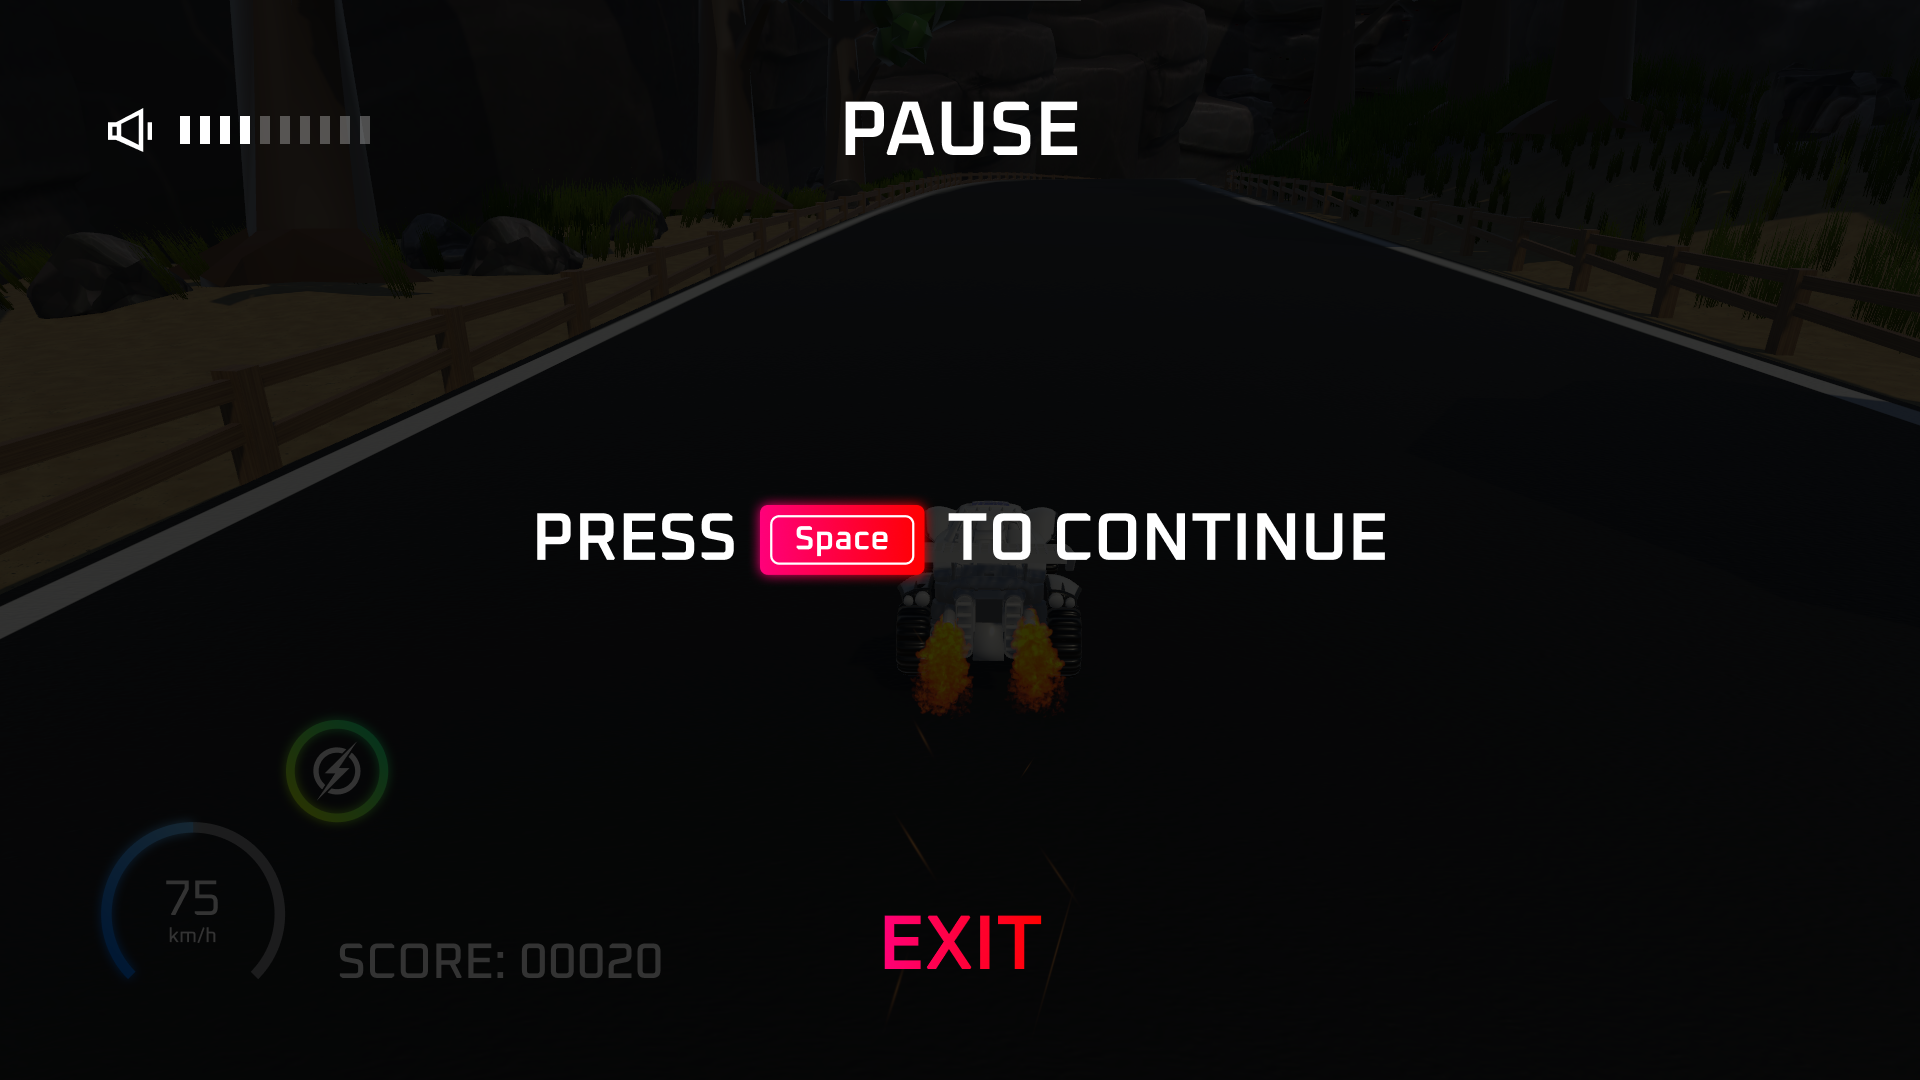 PAUSE
PRESS Space TO CONTINUE
75
km/h
SCORE: 00020
EXIT